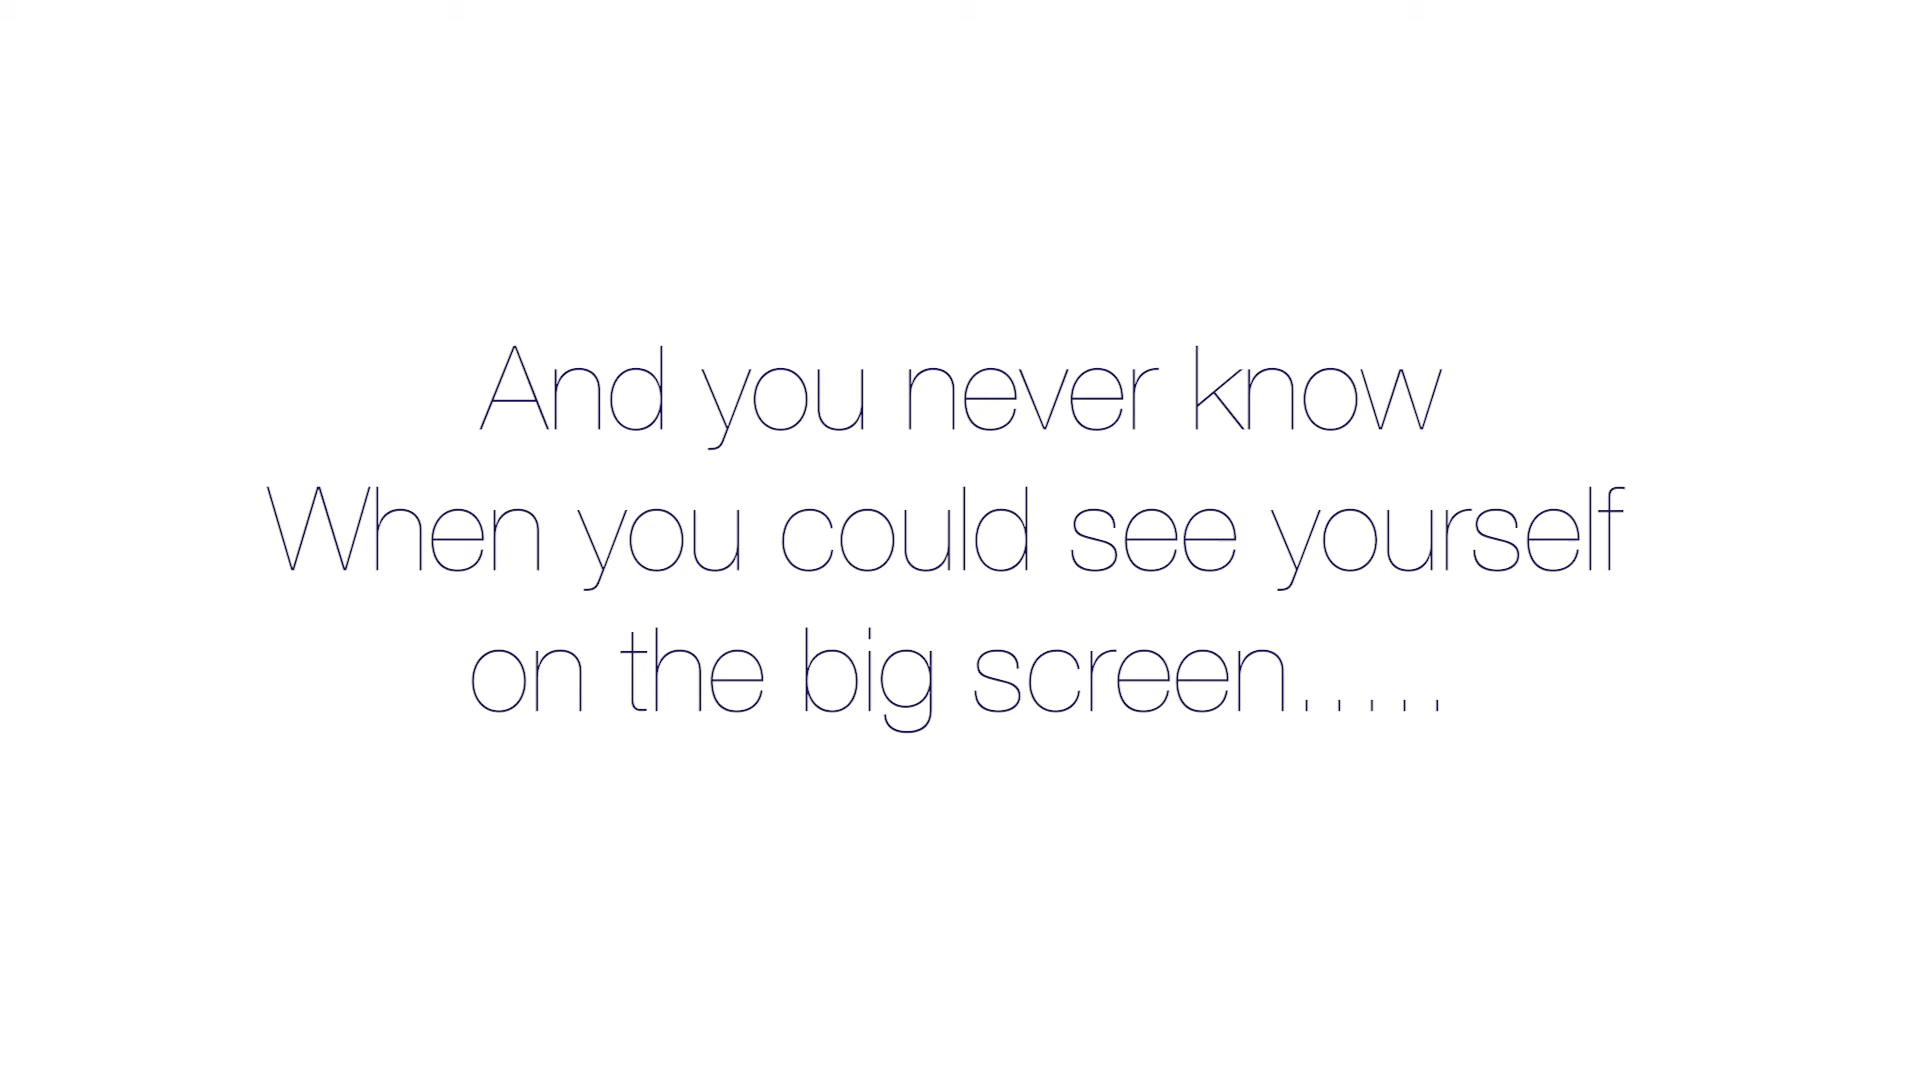 And you never know
When you could see yourself
on the big screen.....